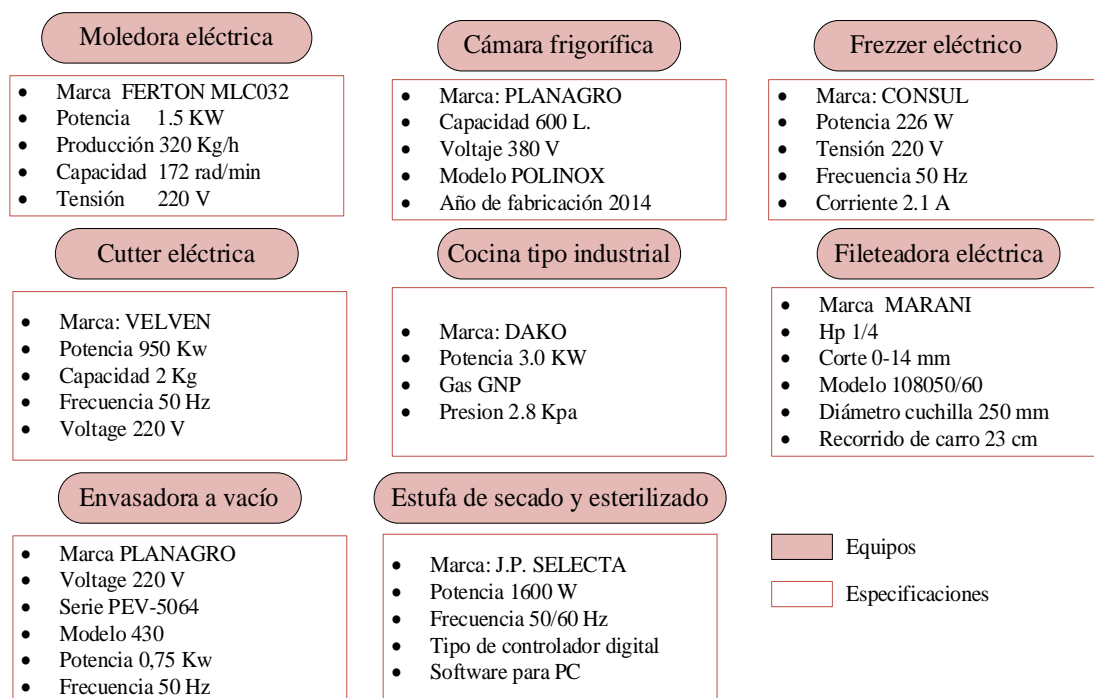 Moledora eléctrica
Marca FERTON MLC032
Potencia 1.5 KW
Producción 320 Kg/h
Capacidad 172 rad/min
Tensión 220 V
Cámara frigorífica
Marca: PLANAGRO
Capacidad 600 L.
Voltaje 380 V
Modelo POLINOX
Año de fabricación 2014
Frezzer eléctrico
Marca: CONSUL
Potencia 226 W
Tensión 220 V
Frecuencia 50 Hz
Corriente 2.1 A
Cutter eléctrica
Marca: VELVEN
Potencia 950 Kw
Capacidad 2 Kg
Frecuencia 50 Hz
Voltage 220 V
Cocina tipo industrial
Marca: DAKO
Potencia 3.0 KW
Gas GNP
Presion 2.8 Kpa
Fileteadora eléctrica
Marca MARANI
Hp 1/4
Corte 0-14 mm
Modelo 108050/60
Diámetro cuchilla 250 mm
Recorrido de carro 23 cm
Envasadora a vacío
Marca PLANAGRO
Voltage 220 V
Serie PEV-5064
Modelo 430
Potencia 0,75 Kw
Frecuencia 50 Hz
Estufa de secado y esterilizado
Marca: J.P. SELECTA
Potencia 1600 W
Frecuencia 50/60 Hz
Tipo de controlador digital
Software para PC
Equipos
Especificaciones